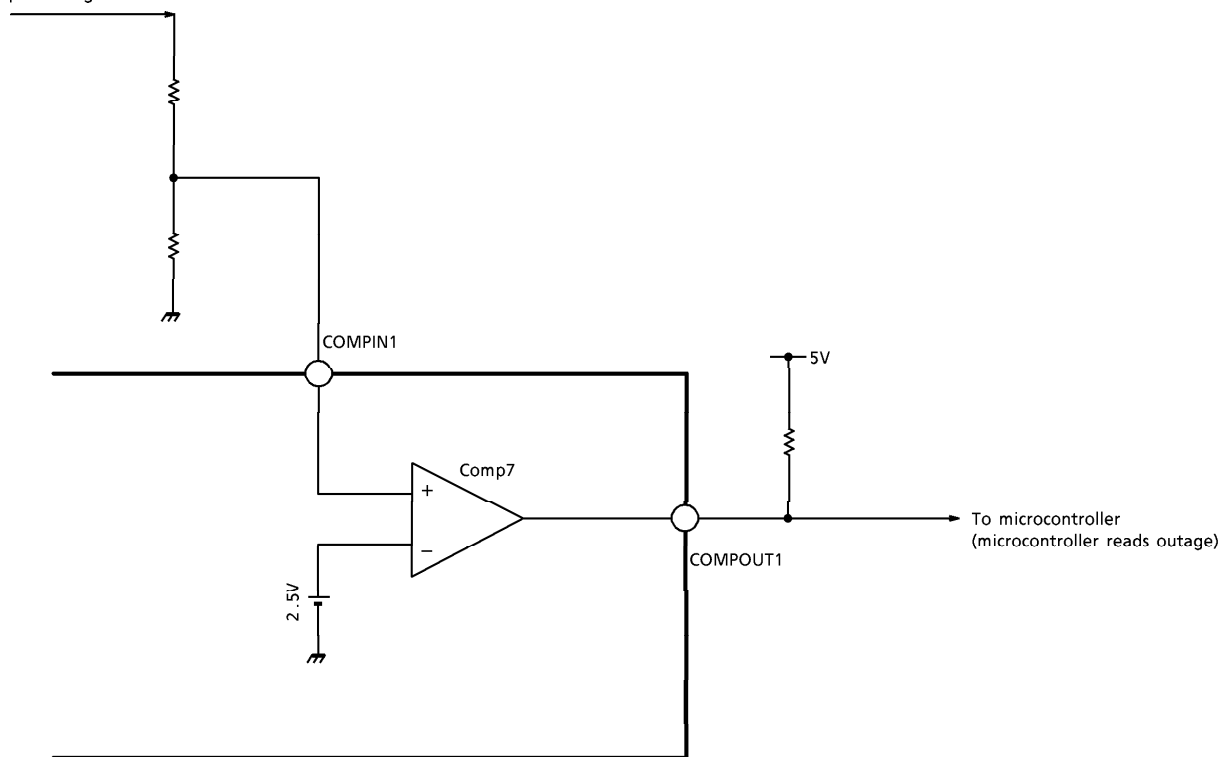 COMPIN1
5V
Comp7
+
−
To microcontroller
(microcontroller reads outage)
COMPOUT1
2.5V